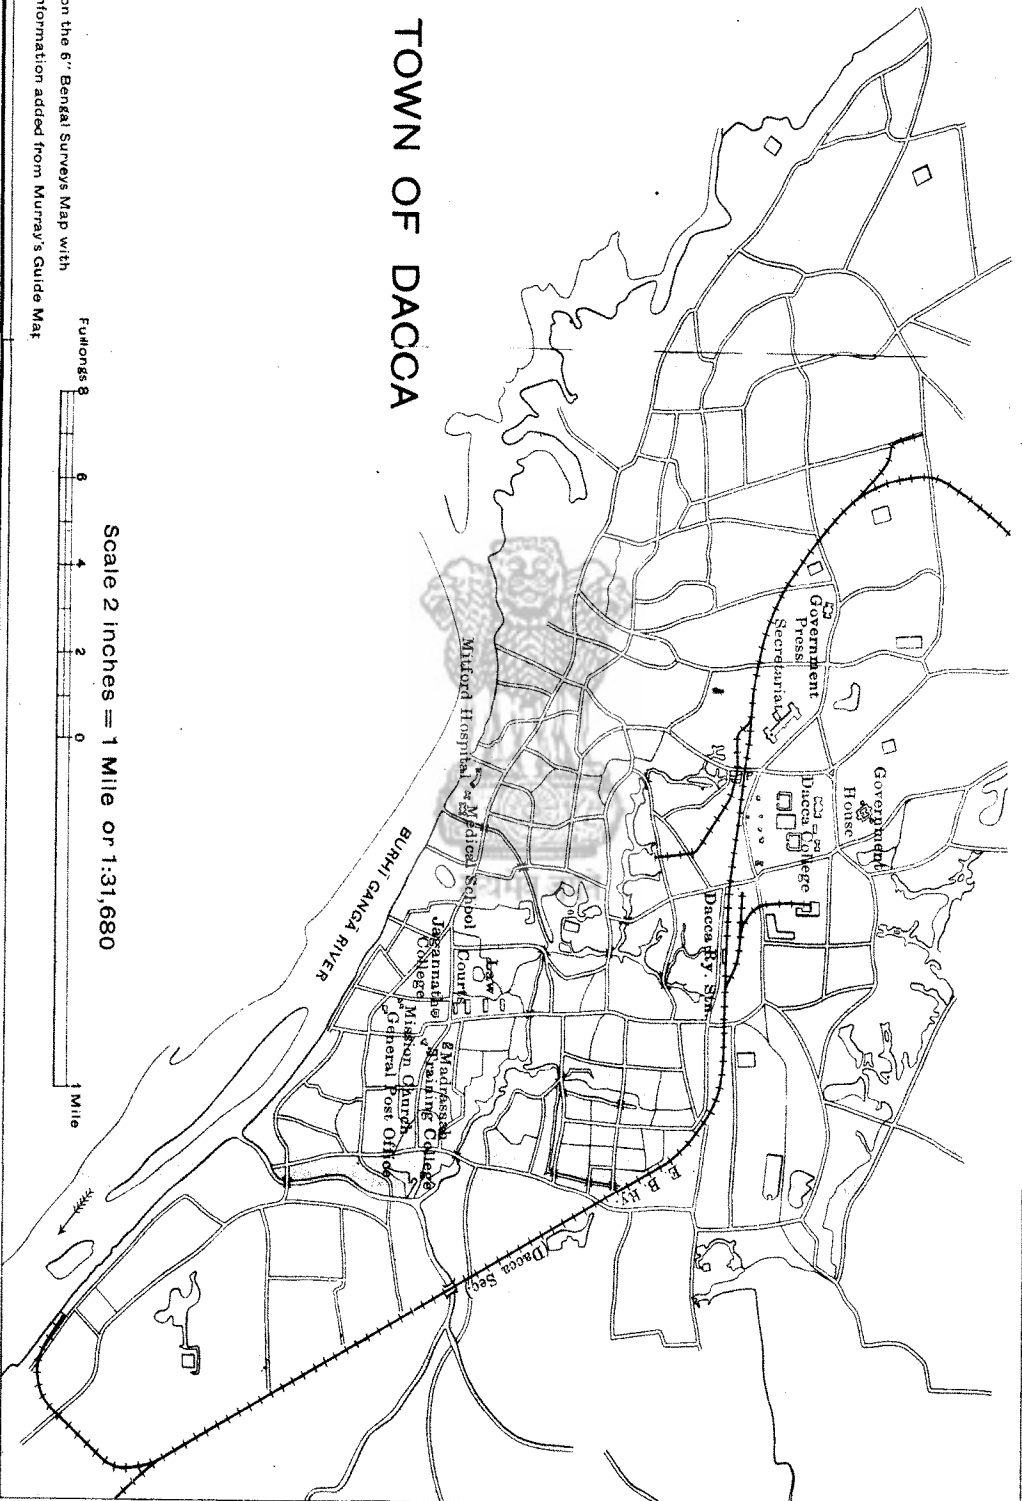 TOWN OF DACCA
Government
House
Government
Press
Secretariat
Dacca College
Dacca Ry. Stn.
Mitford Hospital & Medical School
Law
Courts
Jagannath
College
Madrasah
Training College
Mission Church
General Post Office
E. B. Ry.
(Dacca Sec.)
BURHI GANGA RIVER
Scale 2 inches = 1 Mile or 1:31,680
Furlongs 8 6 4 2 0 1 Mile
on the 6" Bengal Surveys Map with
nformation added from Murray's Guide Map